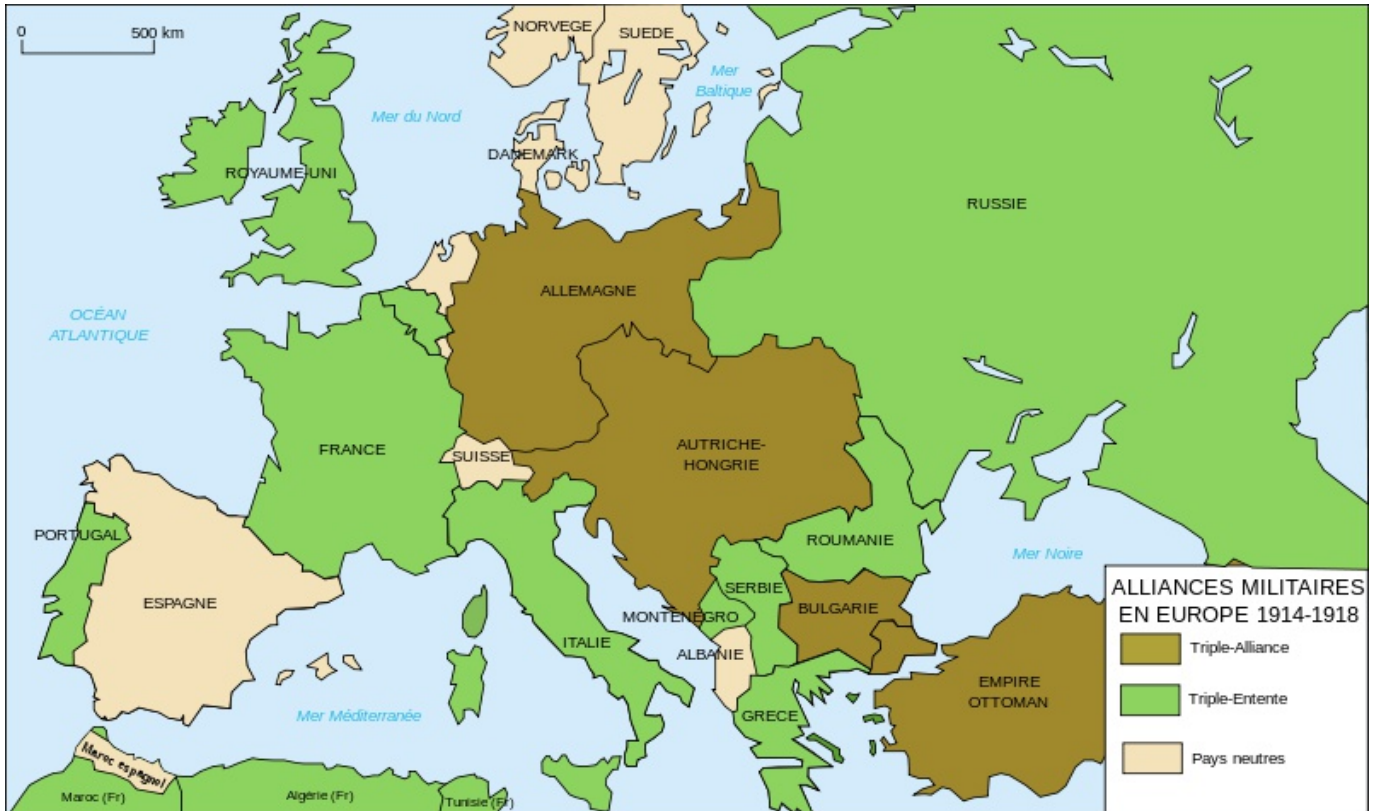 0 500 km
NORVEGE
SUEDE
Mer
Baltique
Mer du Nord
DANEMARK
ROYAUME-UNI
RUSSIE
ALLEMAGNE
OCÉAN
ATLANTIQUE
FRANCE
SUISSE
AUTRICHE-
HONGRIE
PORTUGAL
ROUMANIE
Mer Noire
ESPAGNE
SERBIE
BULGARIE
MONTENEGRO
ITALIE
ALBANIE
EMPIRE
OTTOMAN
Mer Méditerranée
GRECE
Maroc espagnol
Maroc (Fr)
Algérie (Fr)
Tunisie (Fr)
ALLIANCES MILITAIRES
EN EUROPE 1914-1918
Triple-Alliance
Triple-Entente
Pays neutres